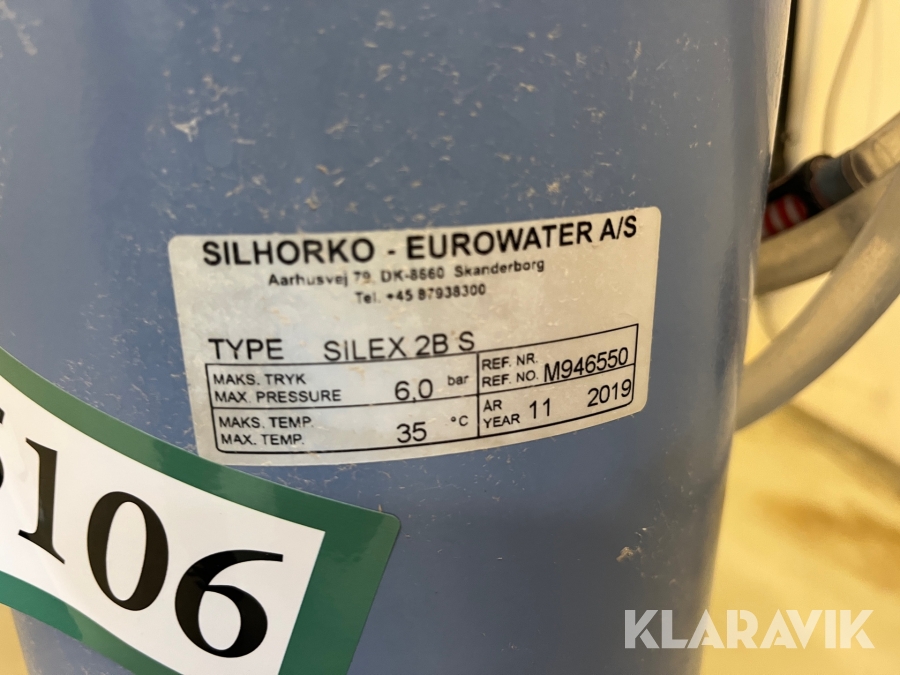 SILHORKO - EUROWATER A/S
Aarhusvej 79, DK-8660 Skanderborg
Tel. +45 87938300
TYPE SILEX 2B S
MAKS. TRYK
MAX. PRESSURE 6,0 bar
REF. NR.
REF. NO. M946550
MAKS. TEMP.
MAX. TEMP. 35 °C
AR
YEAR 11 2019
106
KLARAVIK